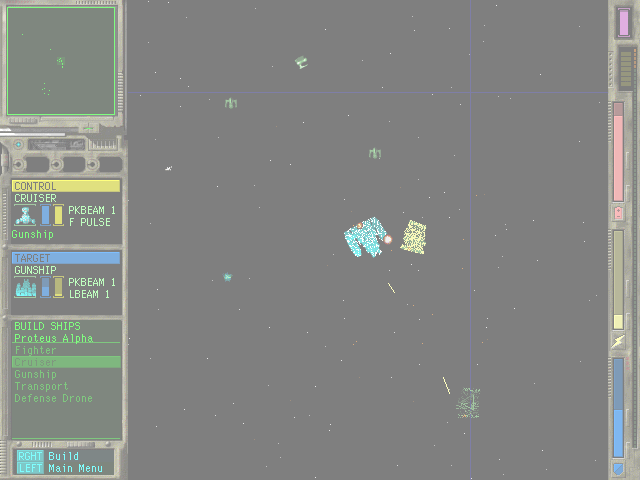 CONTROL
CRUISER
PKBEAM 1
F PULSE
Gunship
TARGET
GUNSHIP
PKBEAM 1
LBEAM 1
BUILD SHIPS
Proteus Alpha
Fighter
Cruiser
Gunship
Transport
Defense Drone
RGHT Build
LEFT Main Menu